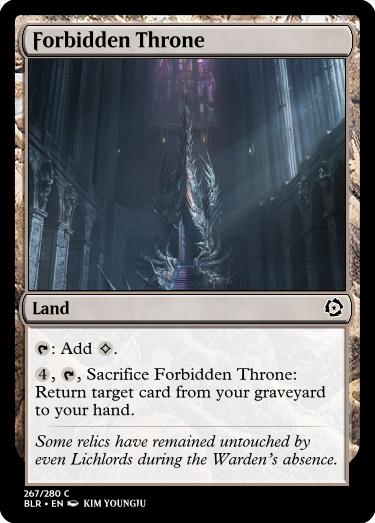 Forbidden Throne
Land
: Add .
4, , Sacrifice Forbidden Throne:
Return target card from your graveyard
to your hand.
Some relics have remained untouched by
even Lichlords during the Warden's absence.
267/280 C
BLR • EN KIM YOUNGJU